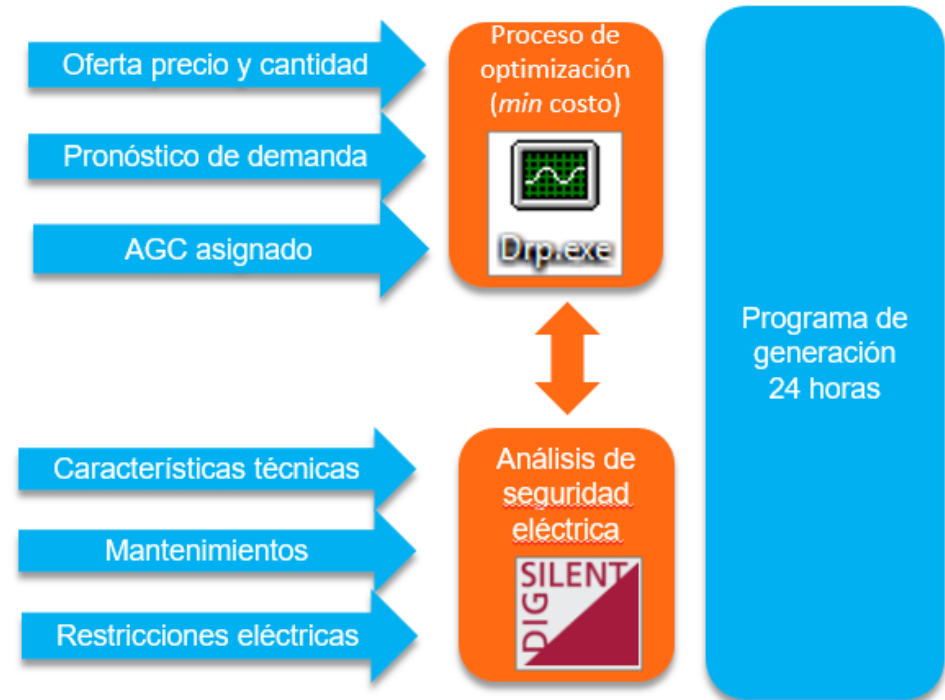 Oferta precio y cantidad
Pronóstico de demanda
AGC asignado
Proceso de
optimización
(min costo)
Drp.exe
Características técnicas
Mantenimientos
Restricciones eléctricas
Análisis de
seguridad
eléctrica
DIG
SILENT
Programa de
generación
24 horas